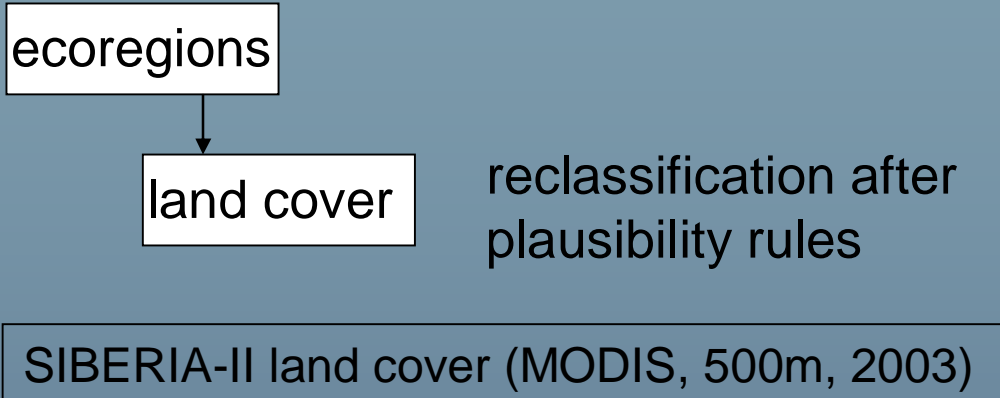 ecoregions
land cover
reclassification after
plausibility rules
SIBERIA-II land cover (MODIS, 500m, 2003)